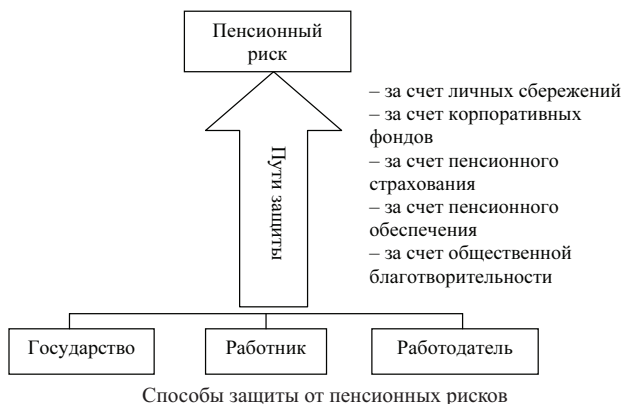 Пенсионный
риск
– за счет личных сбережений
– за счет корпоративных
фондов
– за счет пенсионного
страхования
– за счет пенсионного
обеспечения
– за счет общественной
благотворительности
Пути защиты
Государство
Работник
Работодатель
Способы защиты от пенсионных рисков